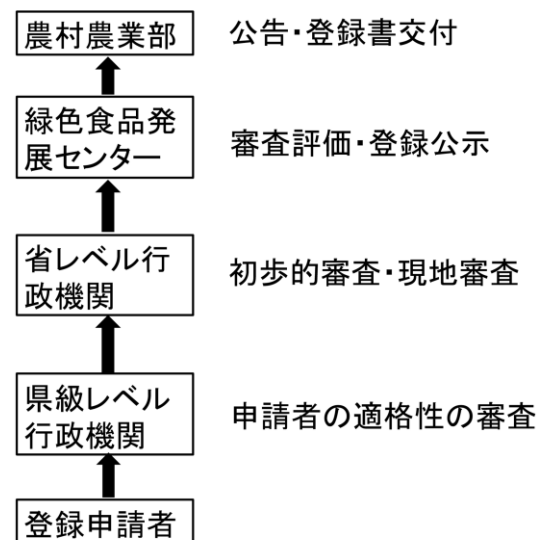 農村農業部 公告・登録書交付
緑色食品発
展センター
審査評価・登録公示
省レベル行
政機関
初歩的審査・現地審査
県級レベル
行政機関
申請者の適格性の審査
登録申請者